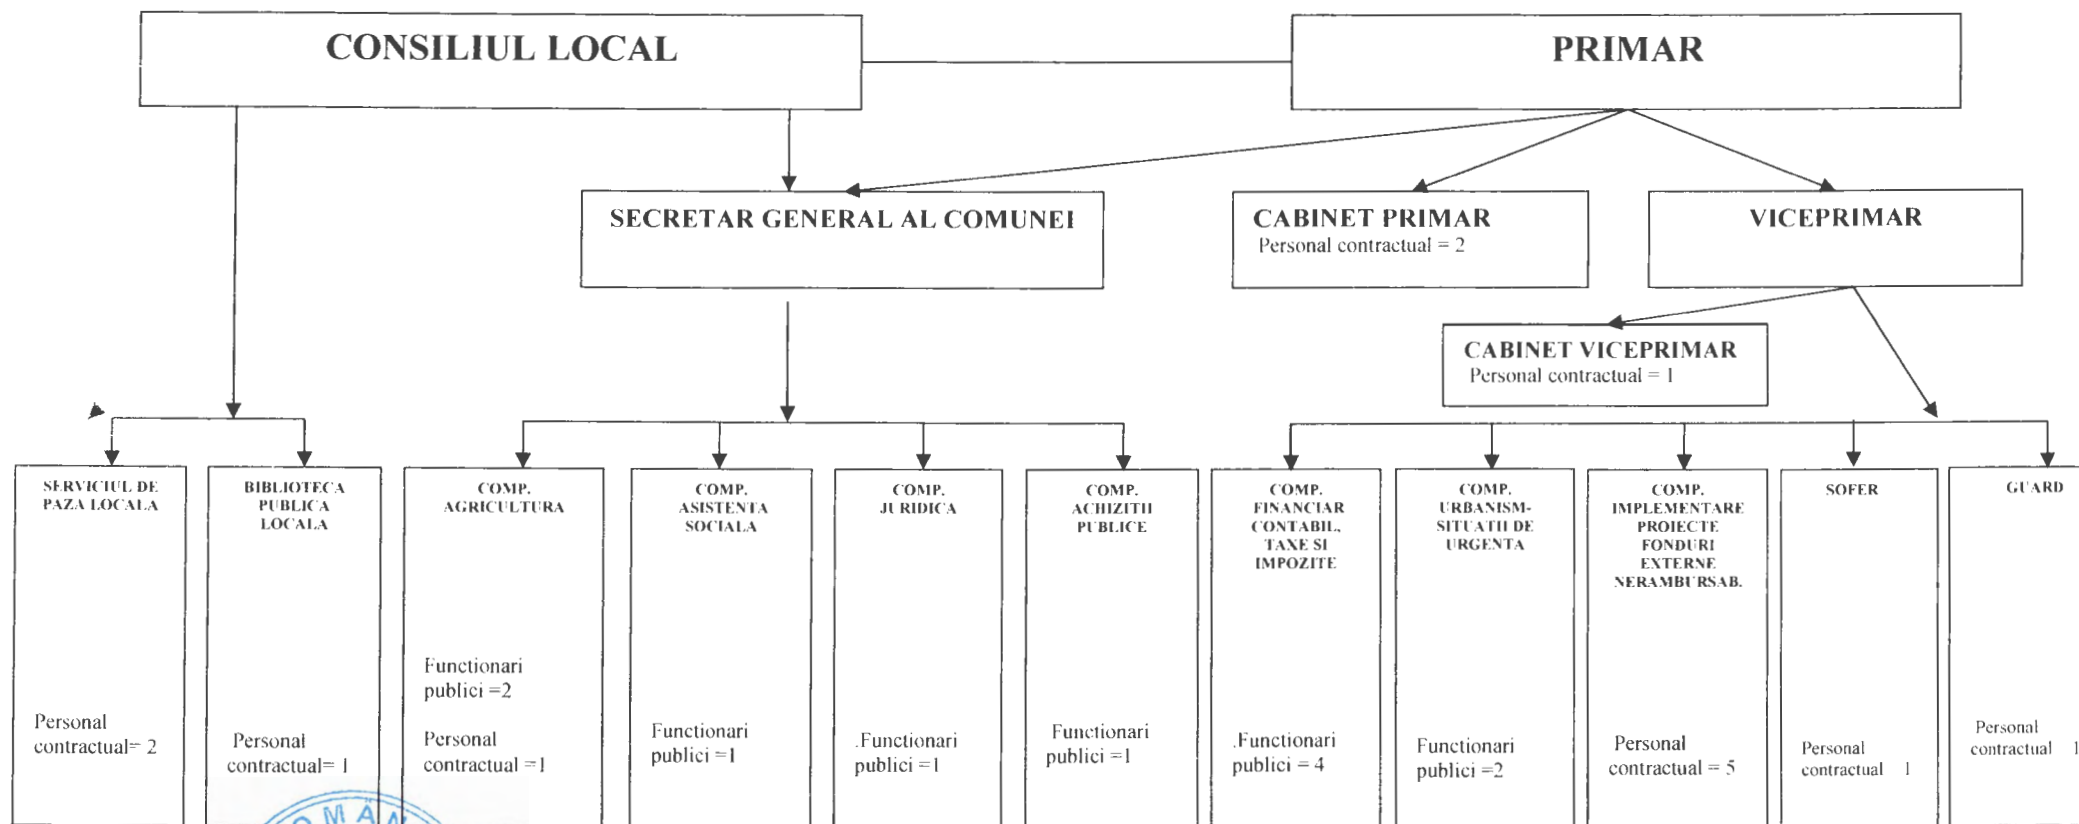 CONSILIUL LOCAL
PRIMAR
SECRETAR GENERAL AL COMUNEI
CABINET PRIMAR
Personal contractual = 2
VICEPRIMAR
CABINET VICEPRIMAR
Personal contractual = 1
SERVICIUL DE
PAZA LOCALA
Personal
contractual= 2
BIBLIOTECA
PUBLICA
LOCALA
Personal
contractual= 1
COMP.
AGRICULTURA
Functionari
publici =2
Personal
contractual =1
COMP.
ASISTENTA
SOCIALA
Functionari
publici =1
COMP.
JURIDICA
.Functionari
publici =1
COMP.
ACHIZITII
PUBLICE
Functionari
publici =1
COMP.
FINANCIAR
CONTABIL,
TAXE SI
IMPOZITE
.Functionari
publici = 4
COMP.
URBANISM-
SITUATII DE
URGENTA
Functionari
publici =2
COMP.
IMPLEMENTARE
PROIECTE
FONDURI
EXTERNE
NERAMBURSAB.
Personal
contractual = 5
SOFER
Personal
contractual 1
GUARD
Personal
contractual 1
OMÂN